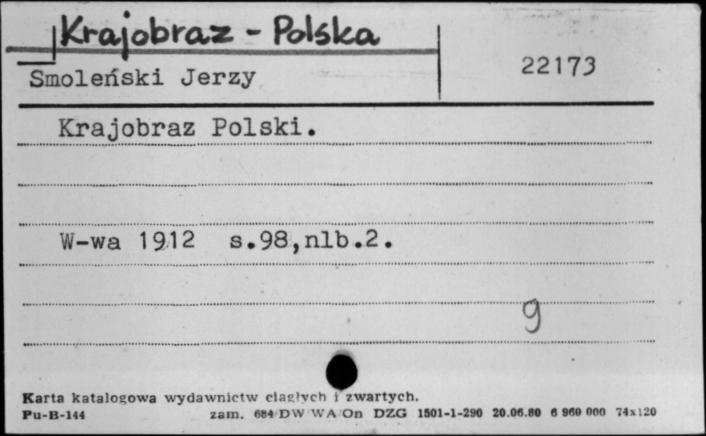 Krajobraz - Polska
Smoleński Jerzy
22173
Krajobraz Polski.
W-wa 1912 s.98,nlb.2.
9
Karta katalogowa wydawnictw ciągłych i zwartych.
Pu-B-144 zam. 684/DW/WA/On DZG 1501-1-290 20.06.80 6 960 000 74x120